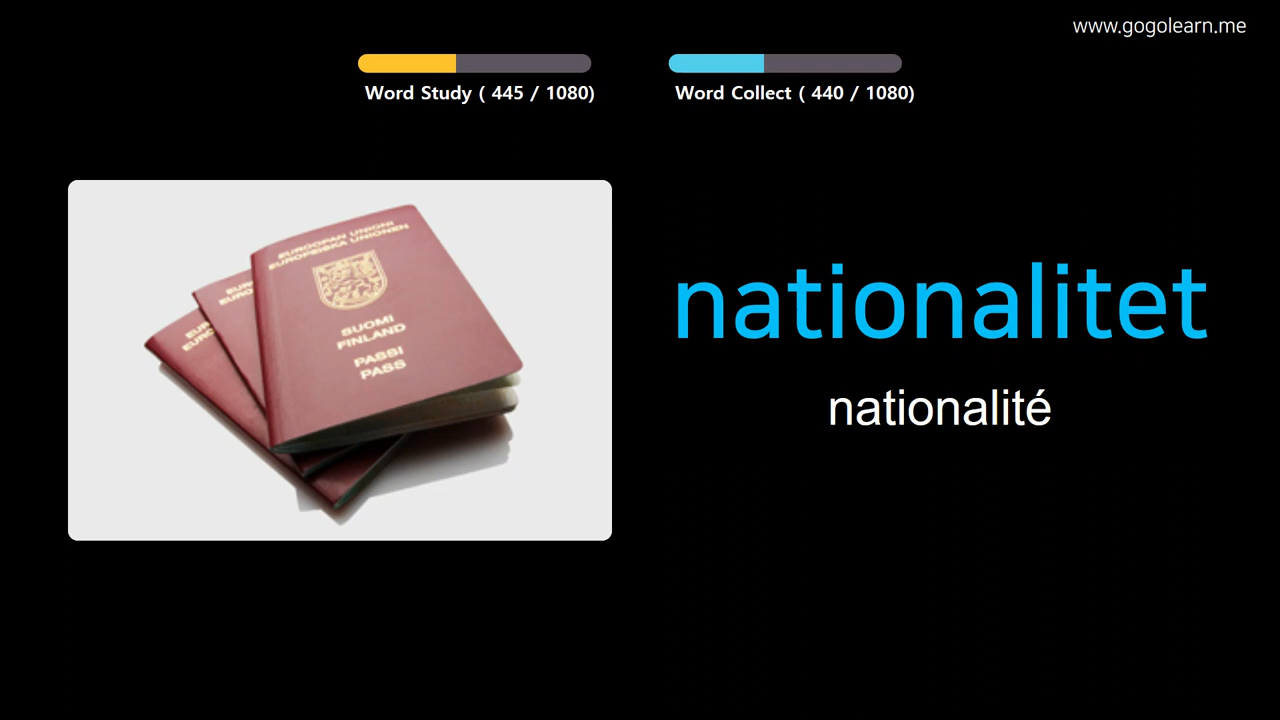 www.gogolearn.me
Word Study ( 445 / 1080)
Word Collect ( 440 / 1080)
EUROOPAN UNIONI
EUROPEISKA UNIONEN
SUOMI
FINLAND
PASSI
PASS
nationalitet
nationalité